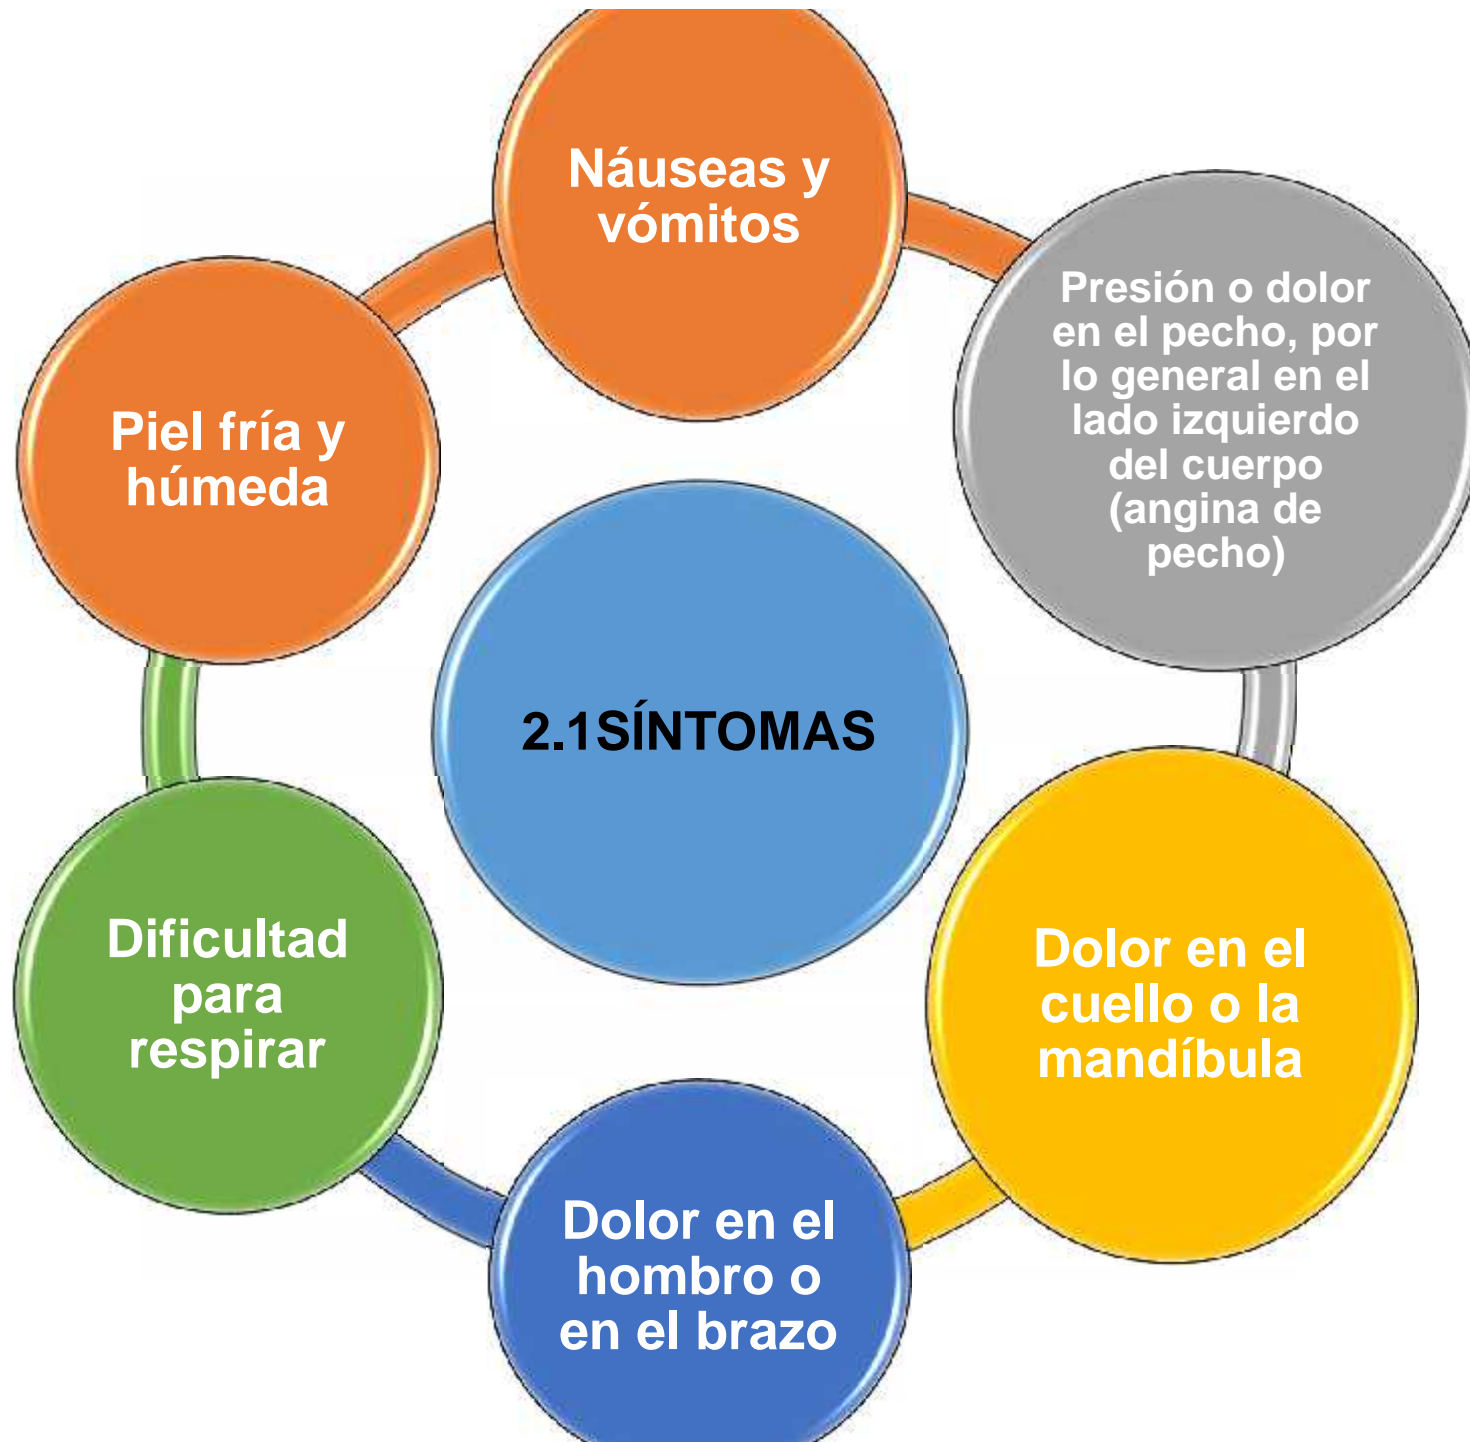 Náuseas y
vómitos
Presión o dolor
en el pecho, por
lo general en el
lado izquierdo
del cuerpo
(angina de
pecho)
Piel fría y
húmeda
2.1SÍNTOMAS
Dificultad
para
respirar
Dolor en el
cuello o la
mandíbula
Dolor en el
hombro o
en el brazo